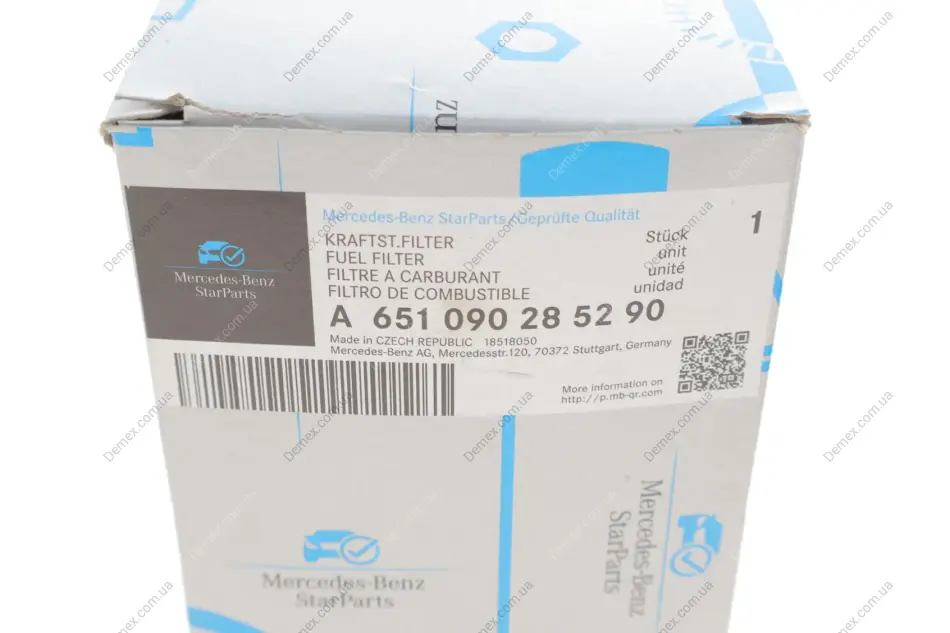 zu
Mercedes-Benz StarParts/Geprüfte Qualität
KRAFTST.FILTER
FUEL FILTER
FILTRE A CARBURANT
FILTRO DE COMBUSTIBLE
Stück
unit
unité
unidad
1
A 651 090 28 52 90
Made in CZECH REPUBLIC 18518050
Mercedes-Benz AG, Mercedesstr.120, 70372 Stuttgart, Germany
More information on
http://p.mb-qr.com
Mercedes-Benz
StarParts
Mercedes-Benz
StarParts
Mercedes-Benz
StarParts
Demex.com.ua